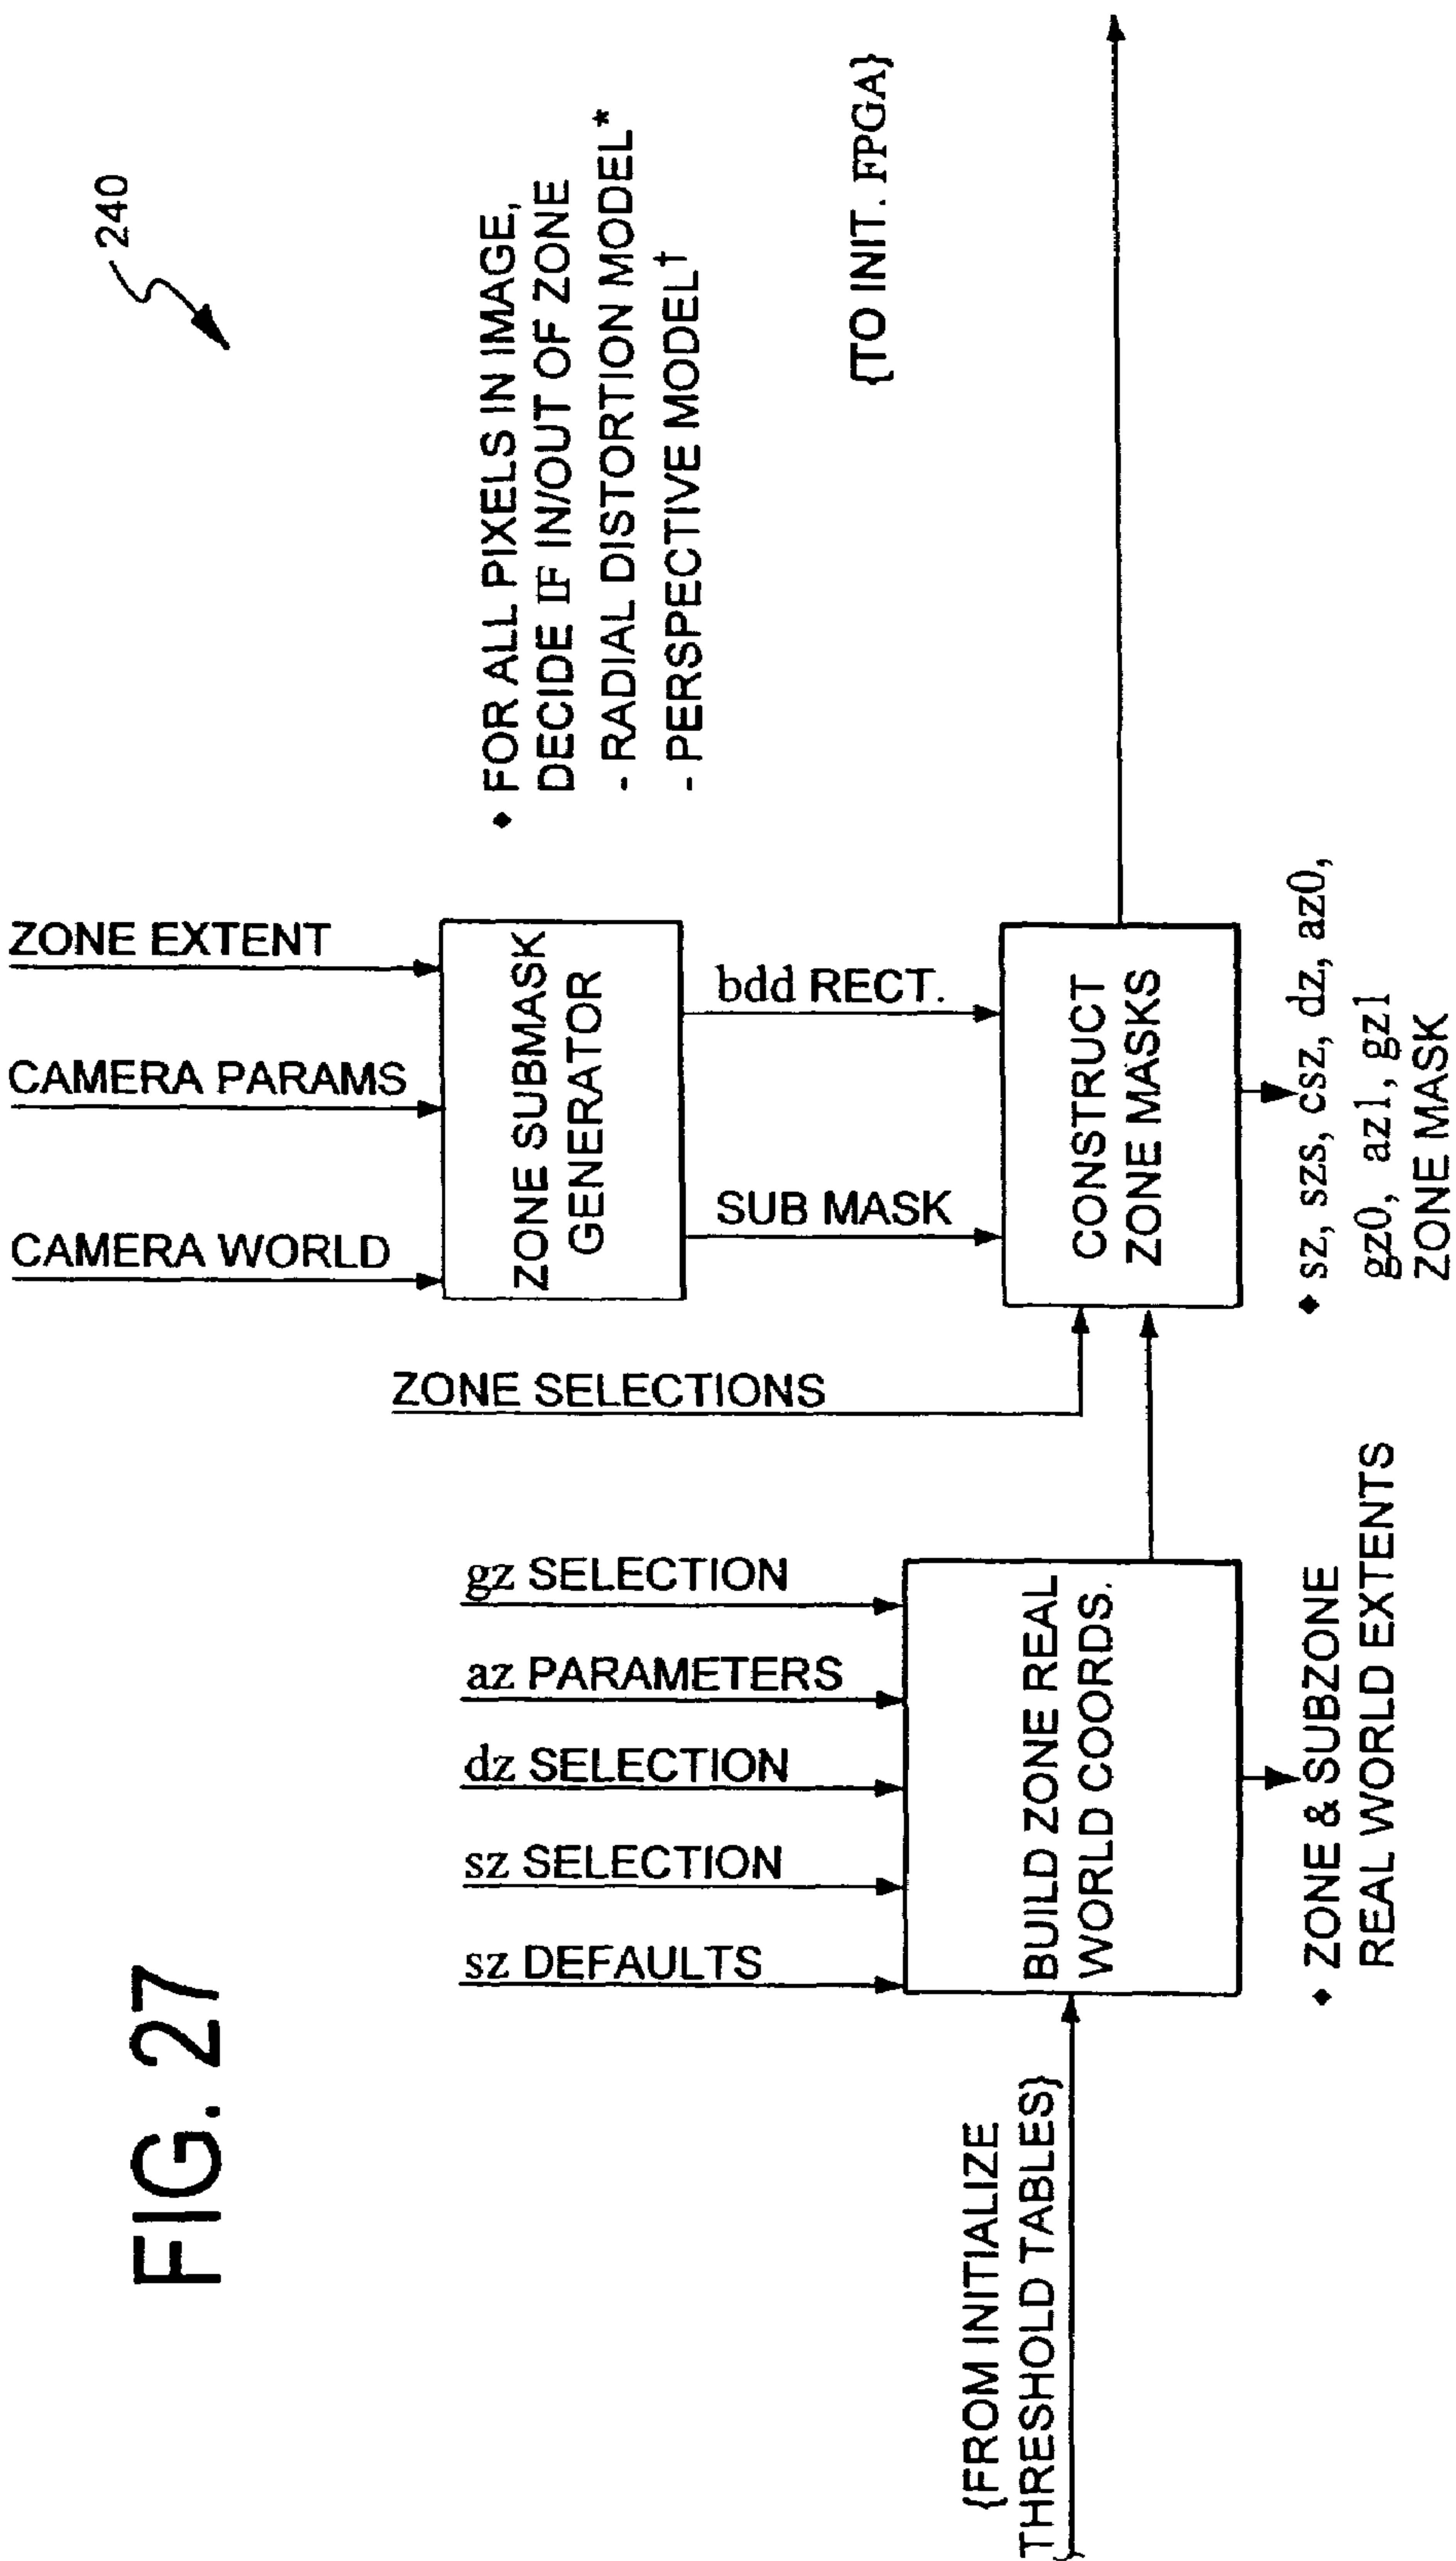 FIG. 27
240
CAMERA WORLD
CAMERA PARAMS
ZONE EXTENT
ZONE SUBMASK
GENERATOR
♦ FOR ALL PIXELS IN IMAGE,
DECIDE IF IN/OUT OF ZONE
- RADIAL DISTORTION MODEL*
- PERSPECTIVE MODEL†
SUB MASK
bdd RECT.
ZONE SELECTIONS
sz DEFAULTS
sz SELECTION
dz SELECTION
az PARAMETERS
gz SELECTION
{FROM INITIALIZE
THRESHOLD TABLES}
BUILD ZONE REAL
WORLD COORDS.
CONSTRUCT
ZONE MASKS
{TO INIT. FPGA}
♦ ZONE & SUBZONE
REAL WORLD EXTENTS
♦ sz, szs, csz, dz, az0,
gz0, az1, gz1
ZONE MASK